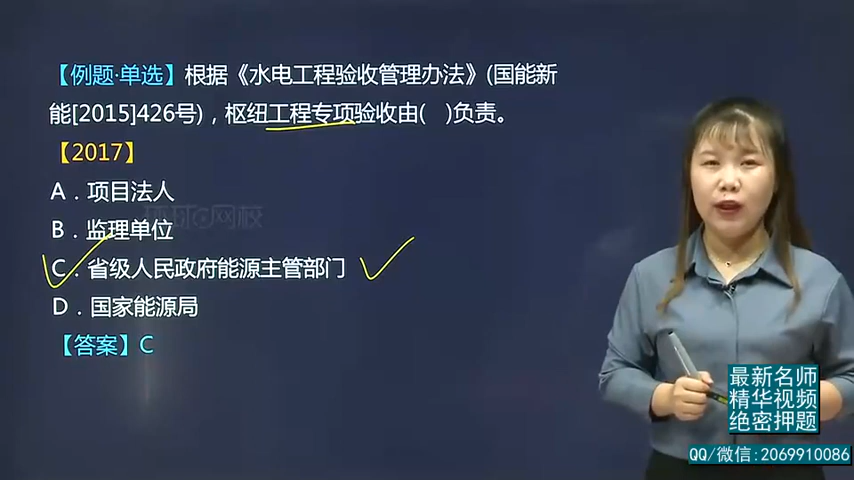 【例题·单选】根据《水电工程验收管理办法》(国能新
能[2015]426号)，枢纽工程专项验收由(  )负责。
【2017】
A．项目法人
B．监理单位
C．省级人民政府能源主管部门
D．国家能源局
【答案】C
最新名师
精华视频
绝密押题
QQ/微信:2069910086